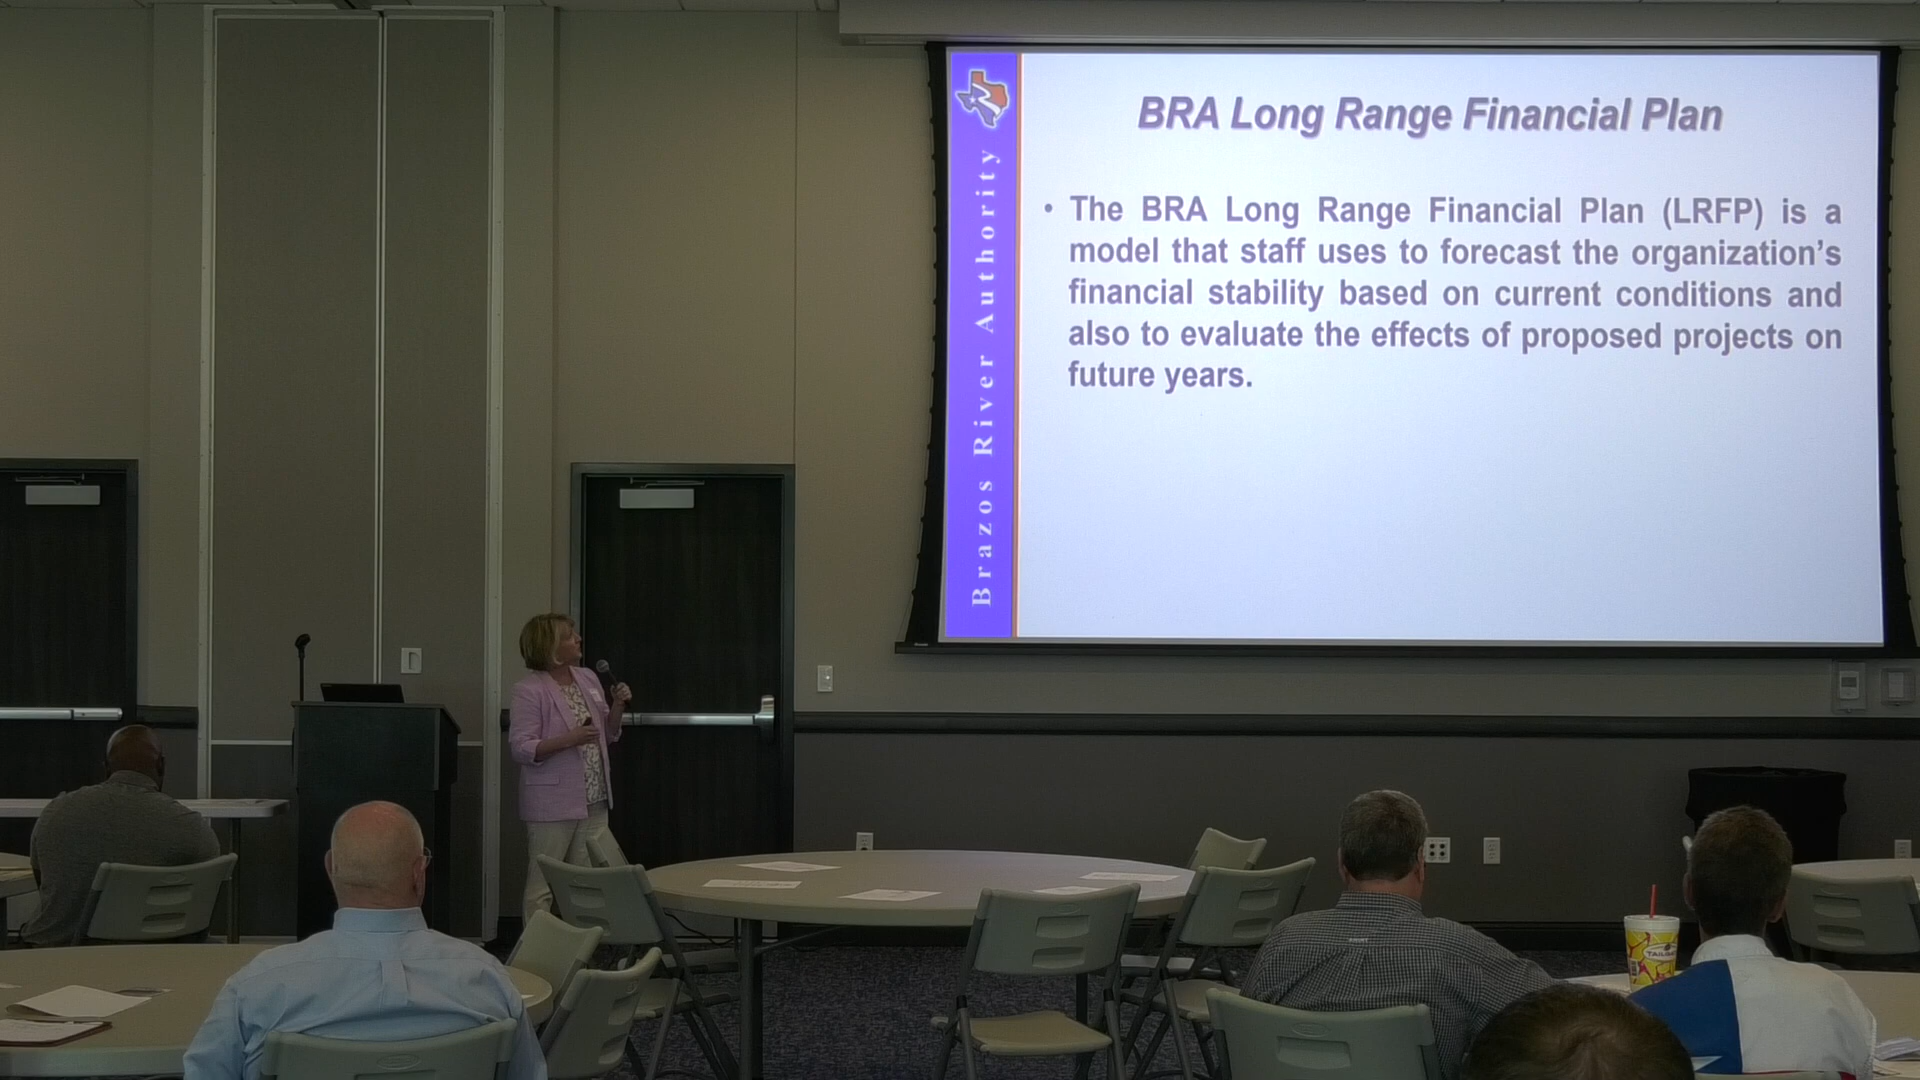 BRA Long Range Financial Plan
• The BRA Long Range Financial Plan (LRFP) is a
model that staff uses to forecast the organization's
financial stability based on current conditions and
also to evaluate the effects of proposed projects on
future years.
Brazos River Authority